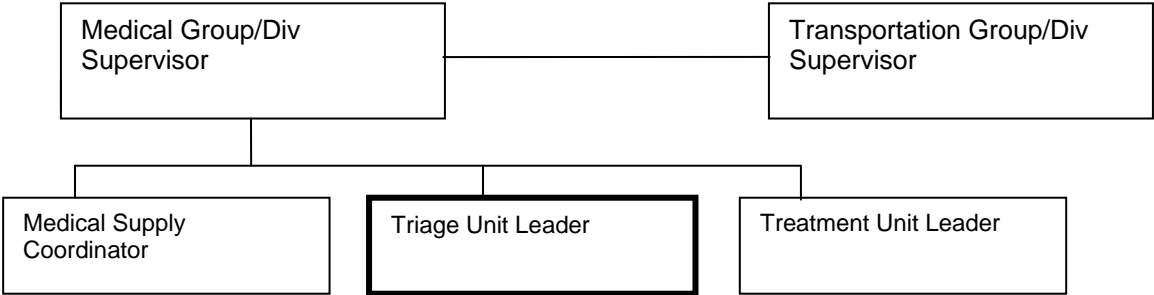 Medical Group/Div
Supervisor
Transportation Group/Div
Supervisor
Medical Supply
Coordinator
Triage Unit Leader
Treatment Unit Leader